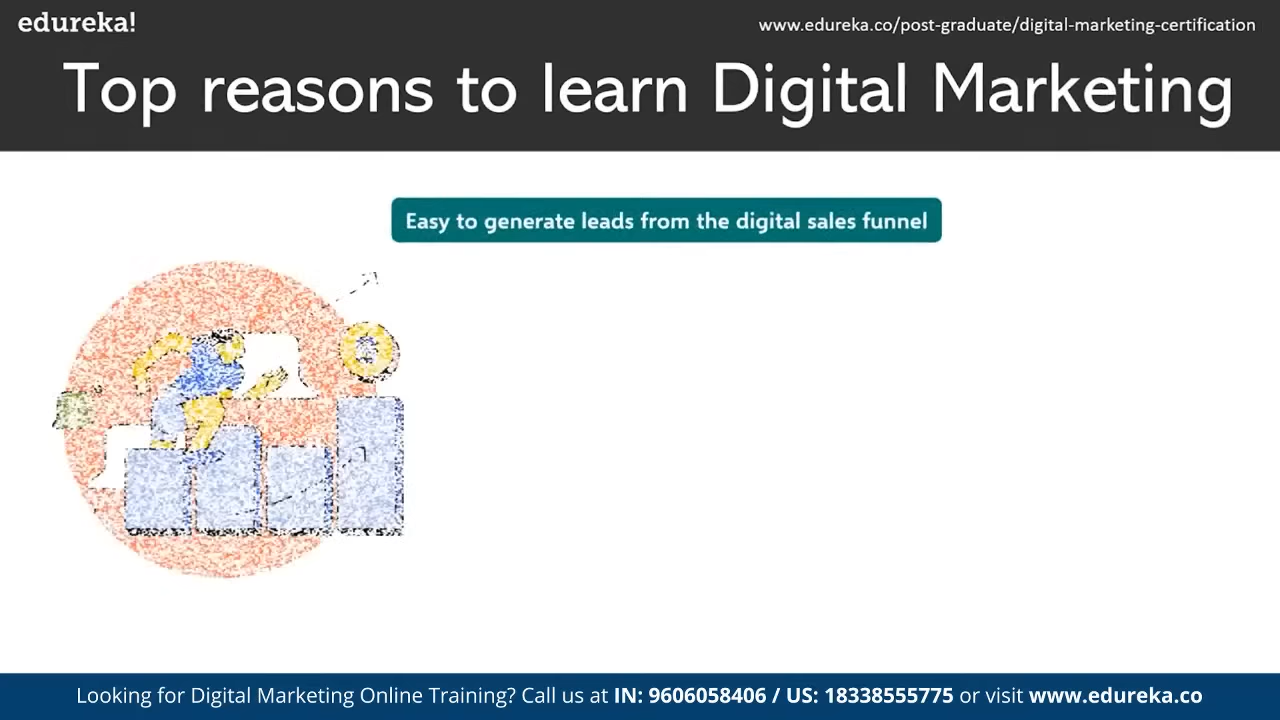 edureka!
www.edureka.co/post-graduate/digital-marketing-certification
Top reasons to learn Digital Marketing
Easy to generate leads from the digital sales funnel
Looking for Digital Marketing Online Training? Call us at IN: 9606058406 / US: 18338555775 or visit www.edureka.co